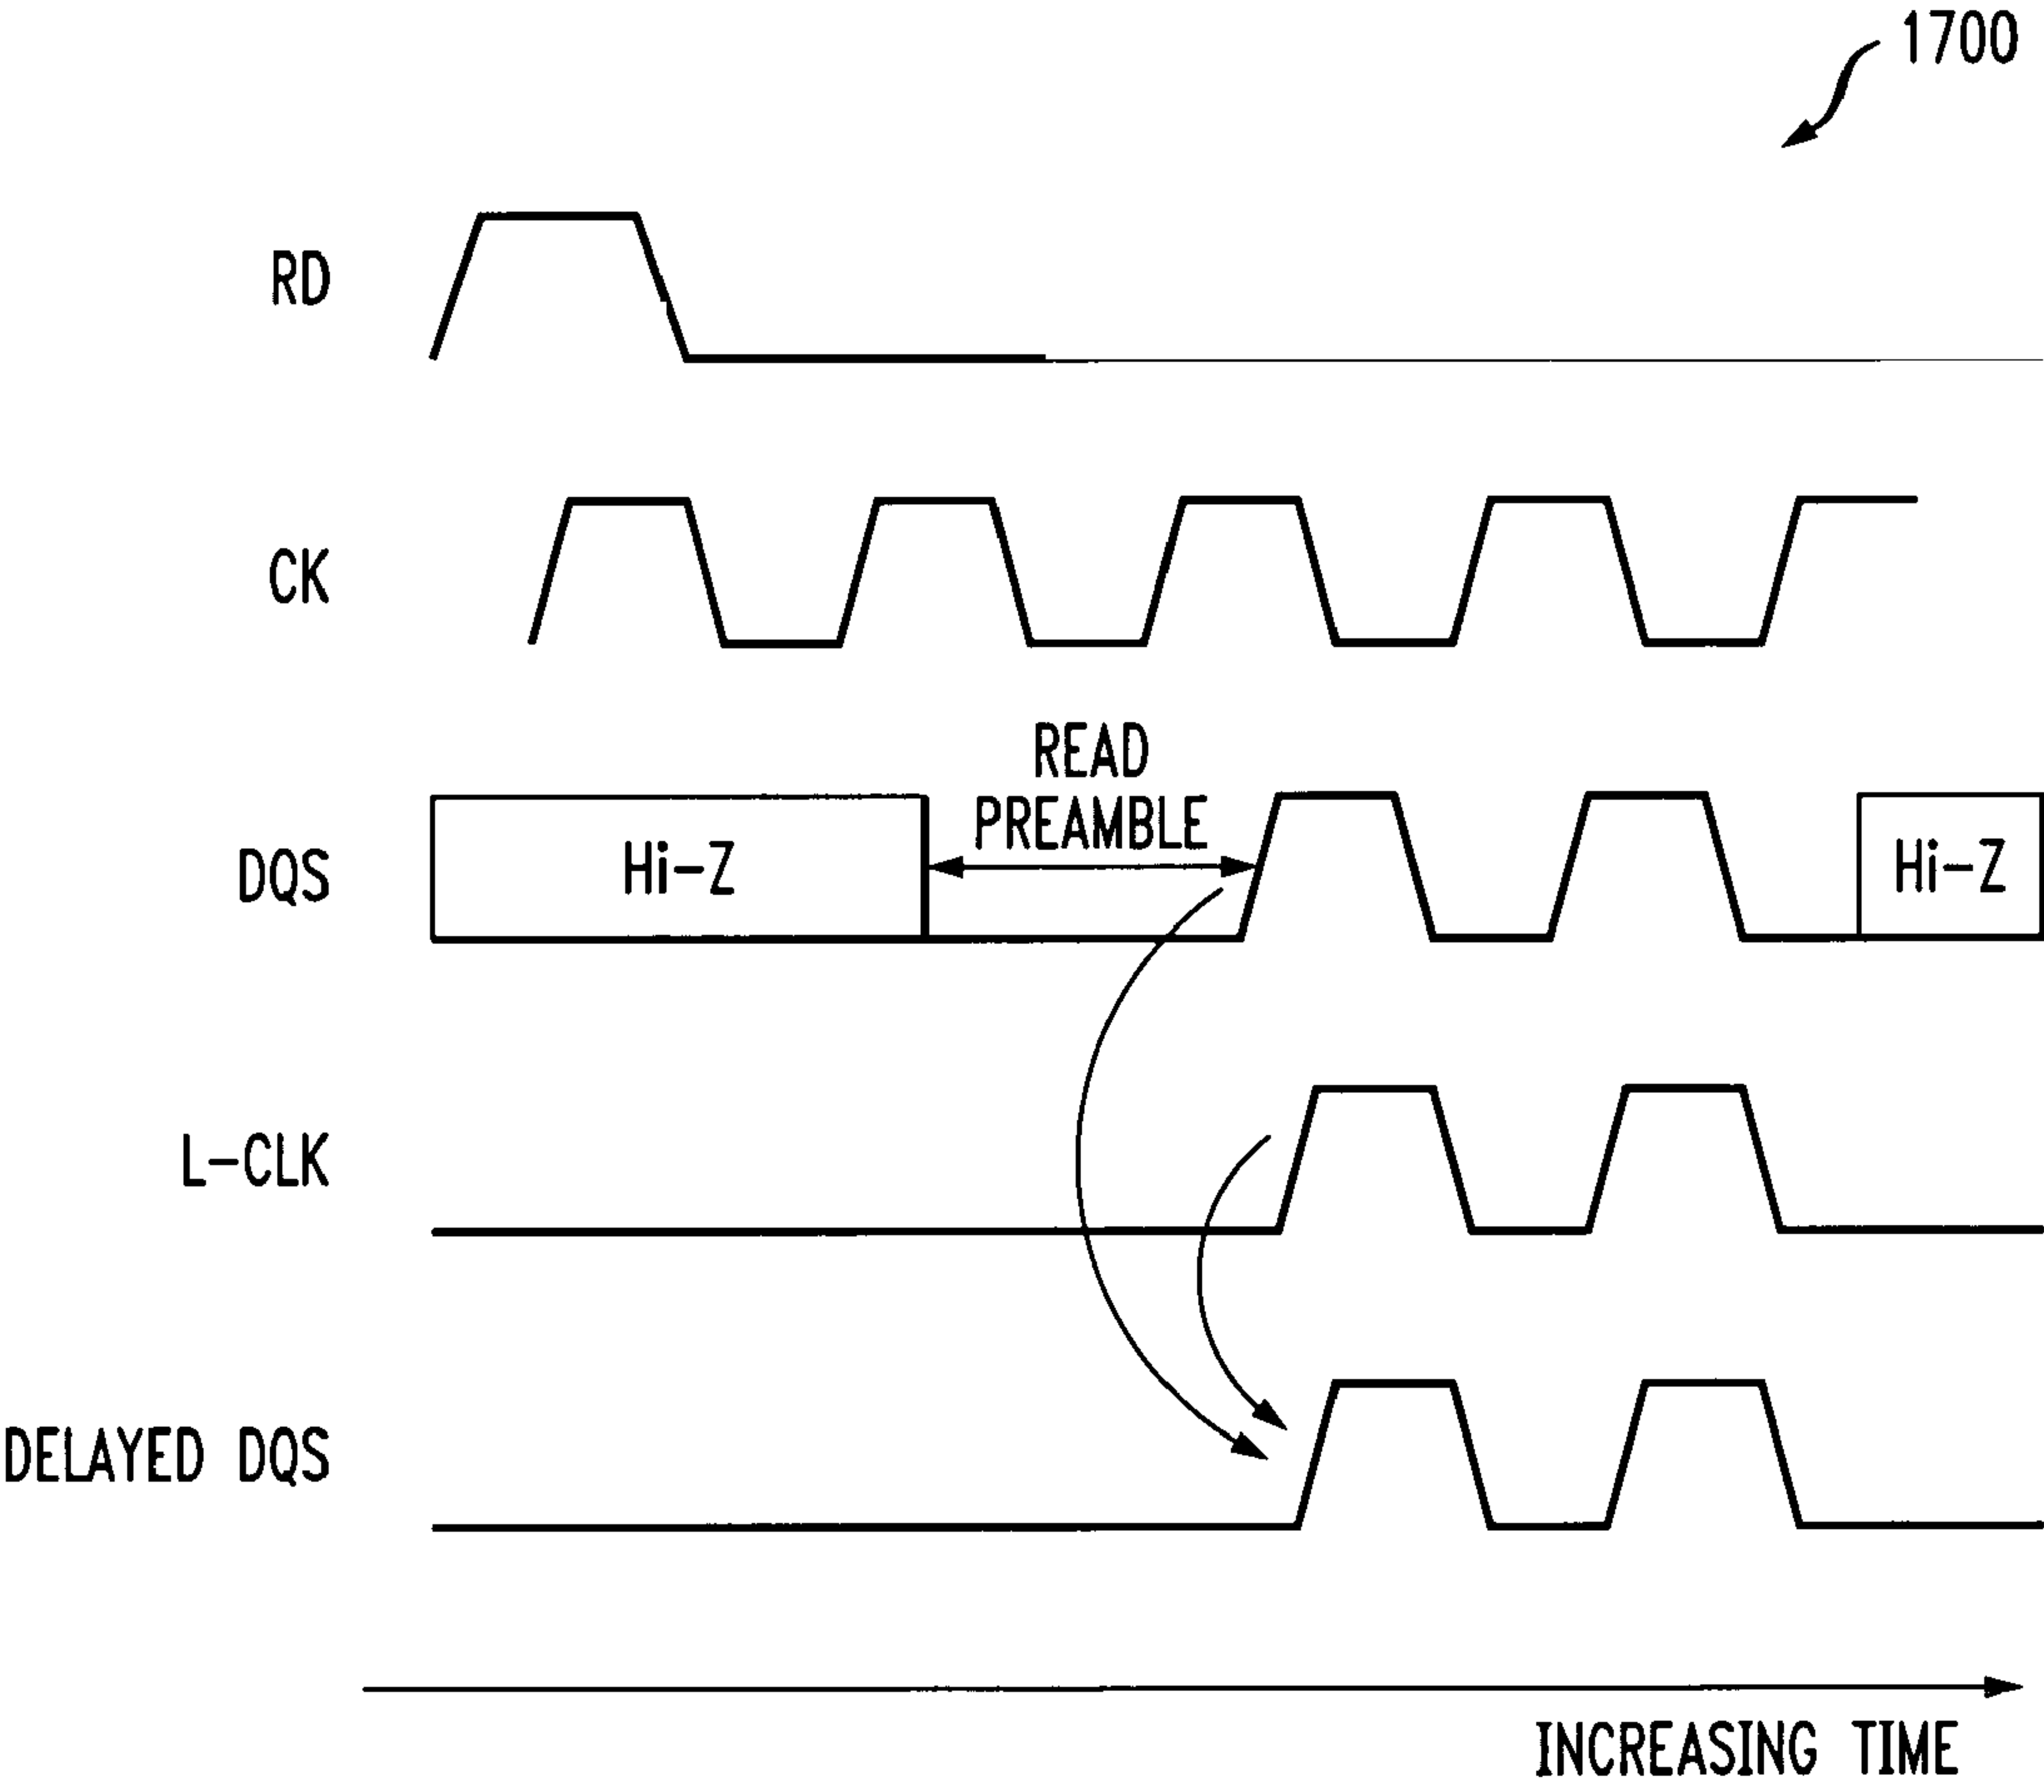 1700
RD
CK
READ
PREAMBLE
DQS
Hi-Z
Hi-Z
L-CLK
DELAYED DQS
INCREASING TIME